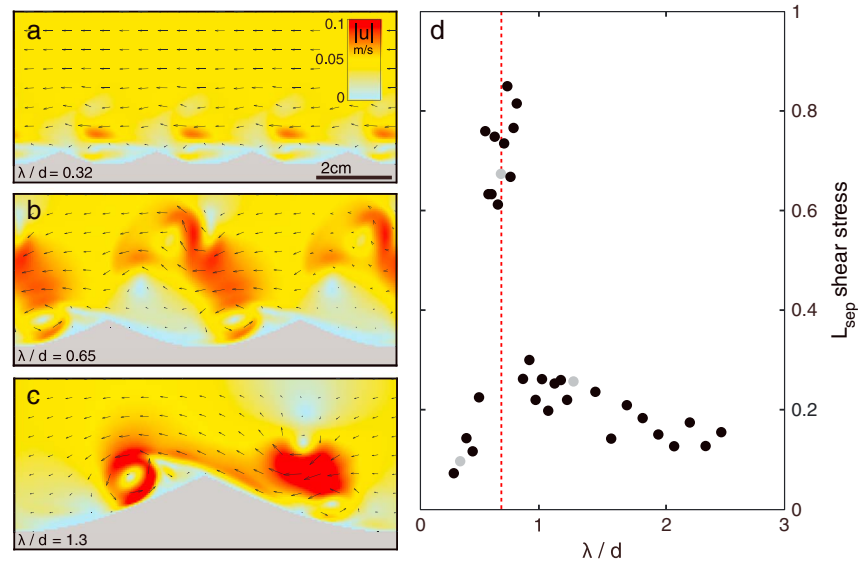 a
0.1
|u|
m/s
0.05
0
λ / d = 0.32
2cm
b
λ / d = 0.65
c
λ / d = 1.3
d
1
0.8
0.6
0.4
0.2
0
L_sep shear stress
0
1
2
3
λ / d